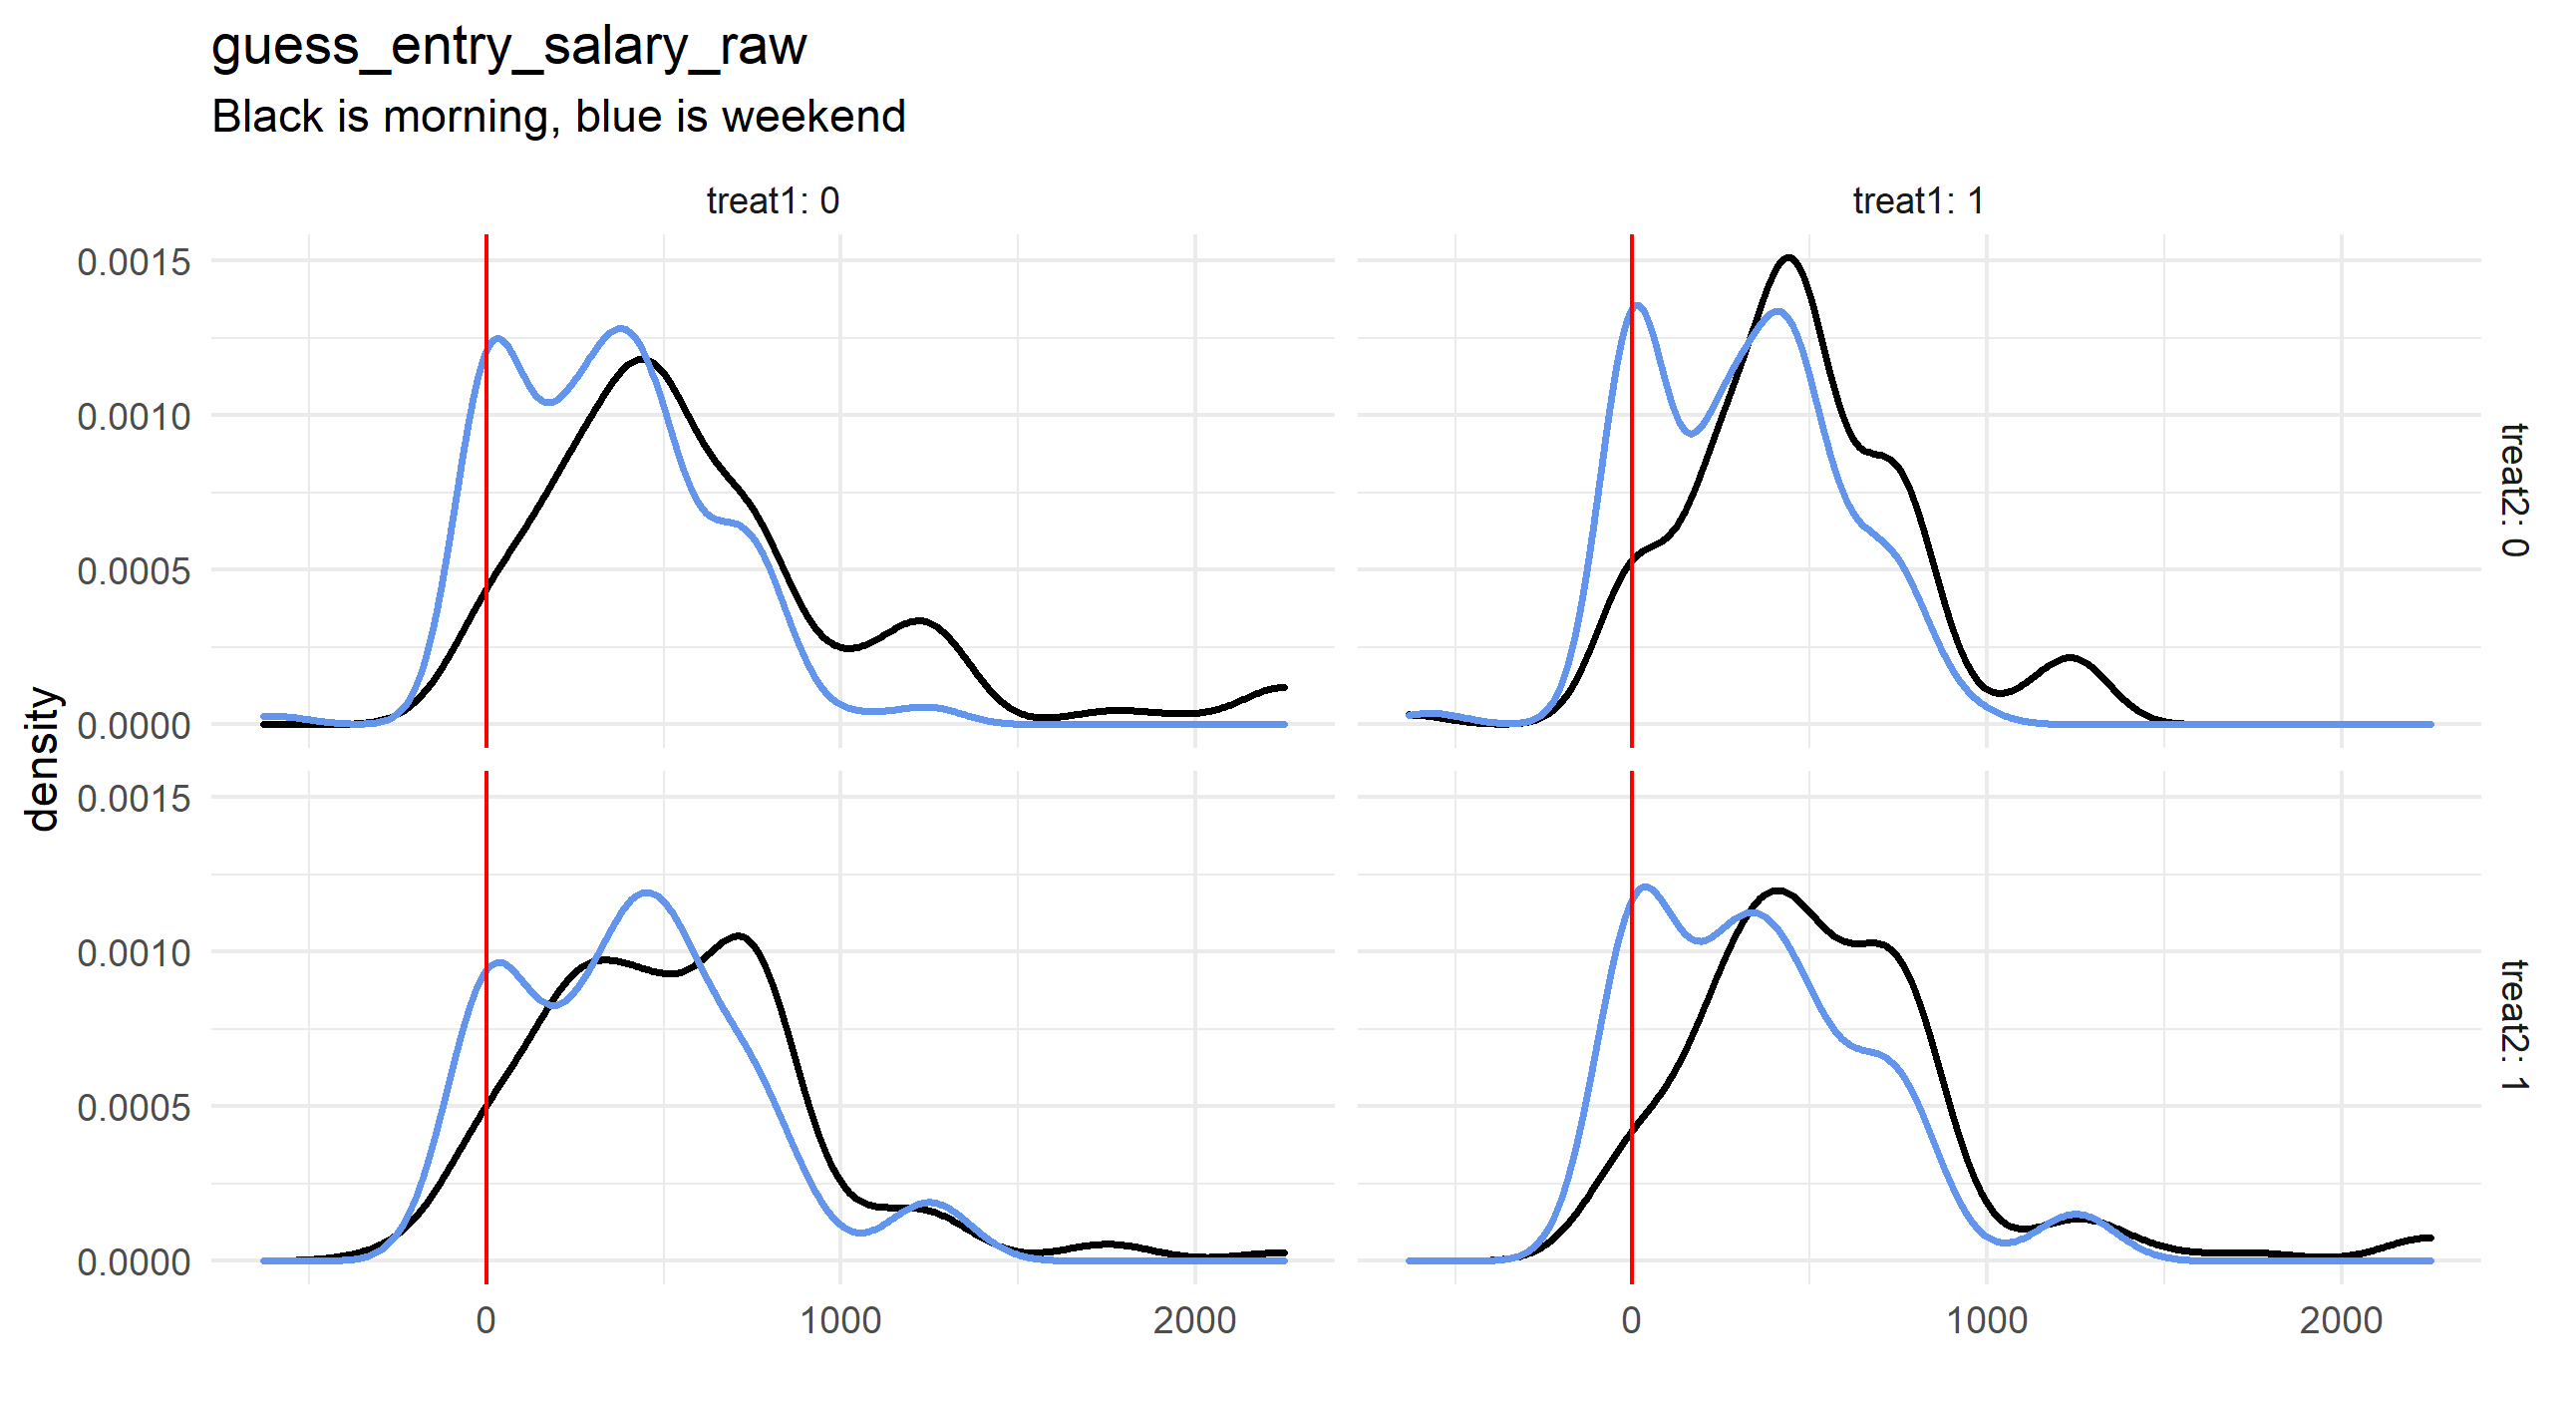 guess_entry_salary_raw
Black is morning, blue is weekend
treat1: 0
treat1: 1
0.0015
0.0010
0.0005
0.0000
treat2: 0
density
0.0015
0.0010
0.0005
0.0000
treat2: 1
0
1000
2000
0
1000
2000